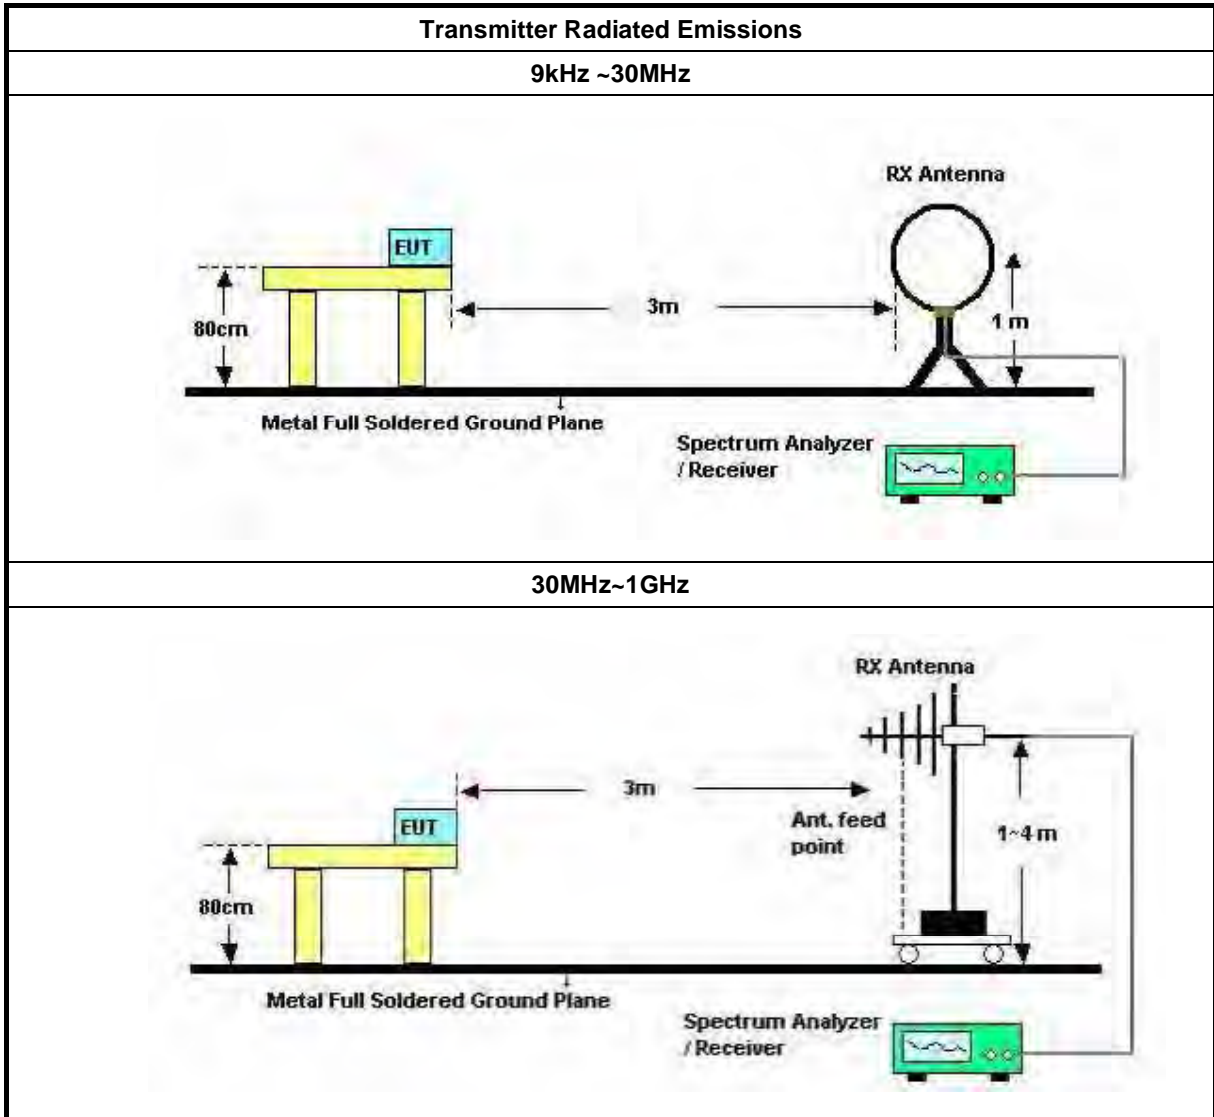 Transmitter Radiated Emissions
9kHz ~30MHz
RX Antenna
EUT
3m
80cm
1 m
Metal Full Soldered Ground Plane
Spectrum Analyzer
/ Receiver
30MHz~1GHz
RX Antenna
3m
Ant. feed
point
EUT
1~4 m
80cm
Metal Full Soldered Ground Plane
Spectrum Analyzer
/ Receiver